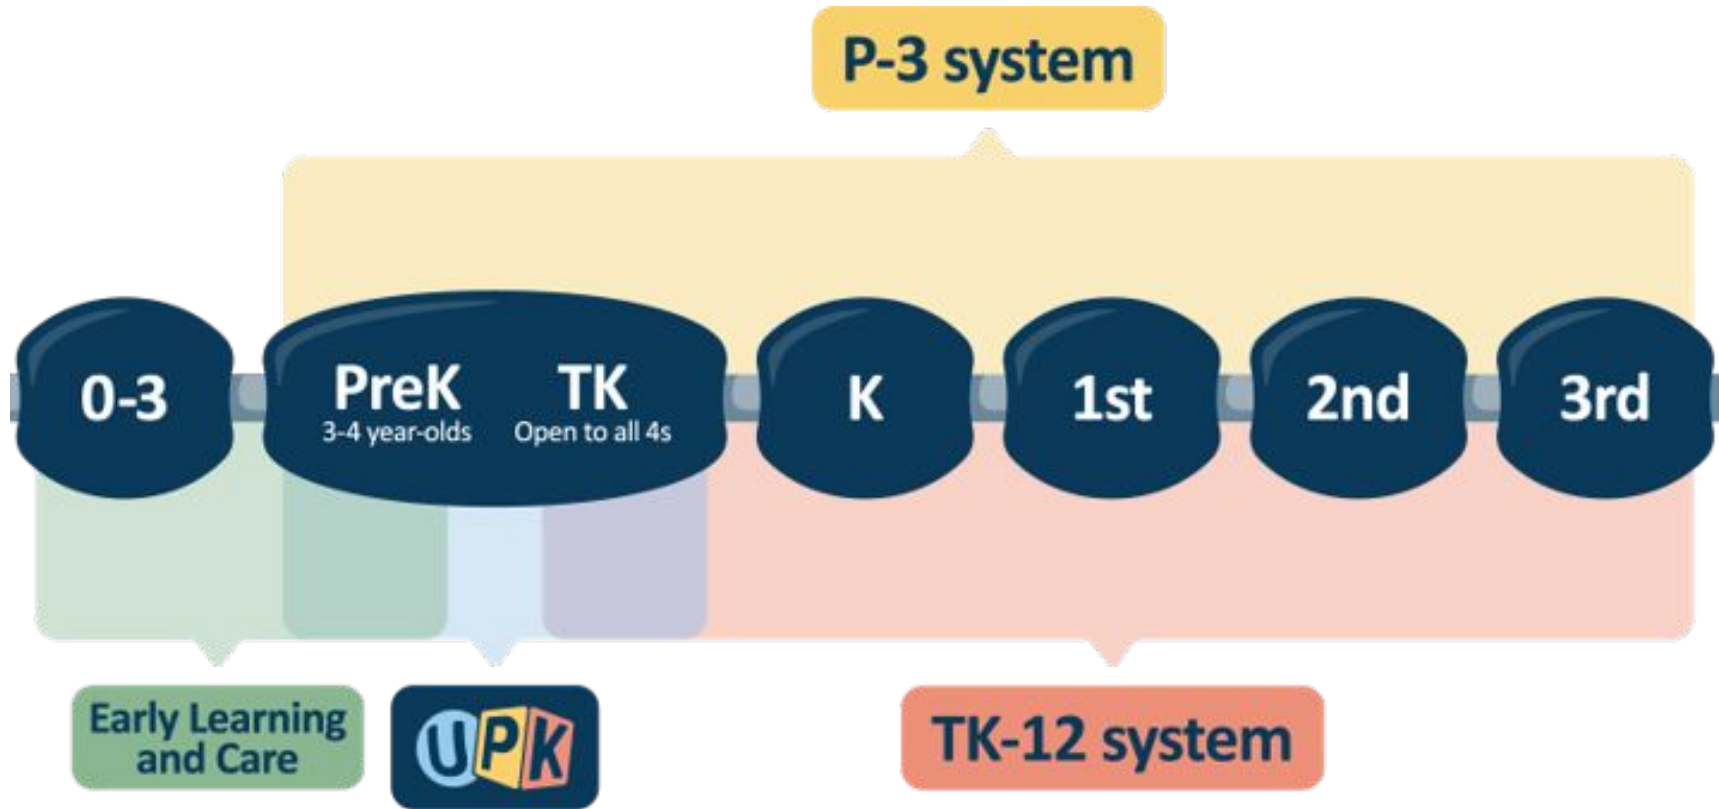 P-3 system
0-3
PreK
3-4 year-olds
TK
Open to all 4s
K
1st
2nd
3rd
Early Learning
and Care
UPK
TK-12 system